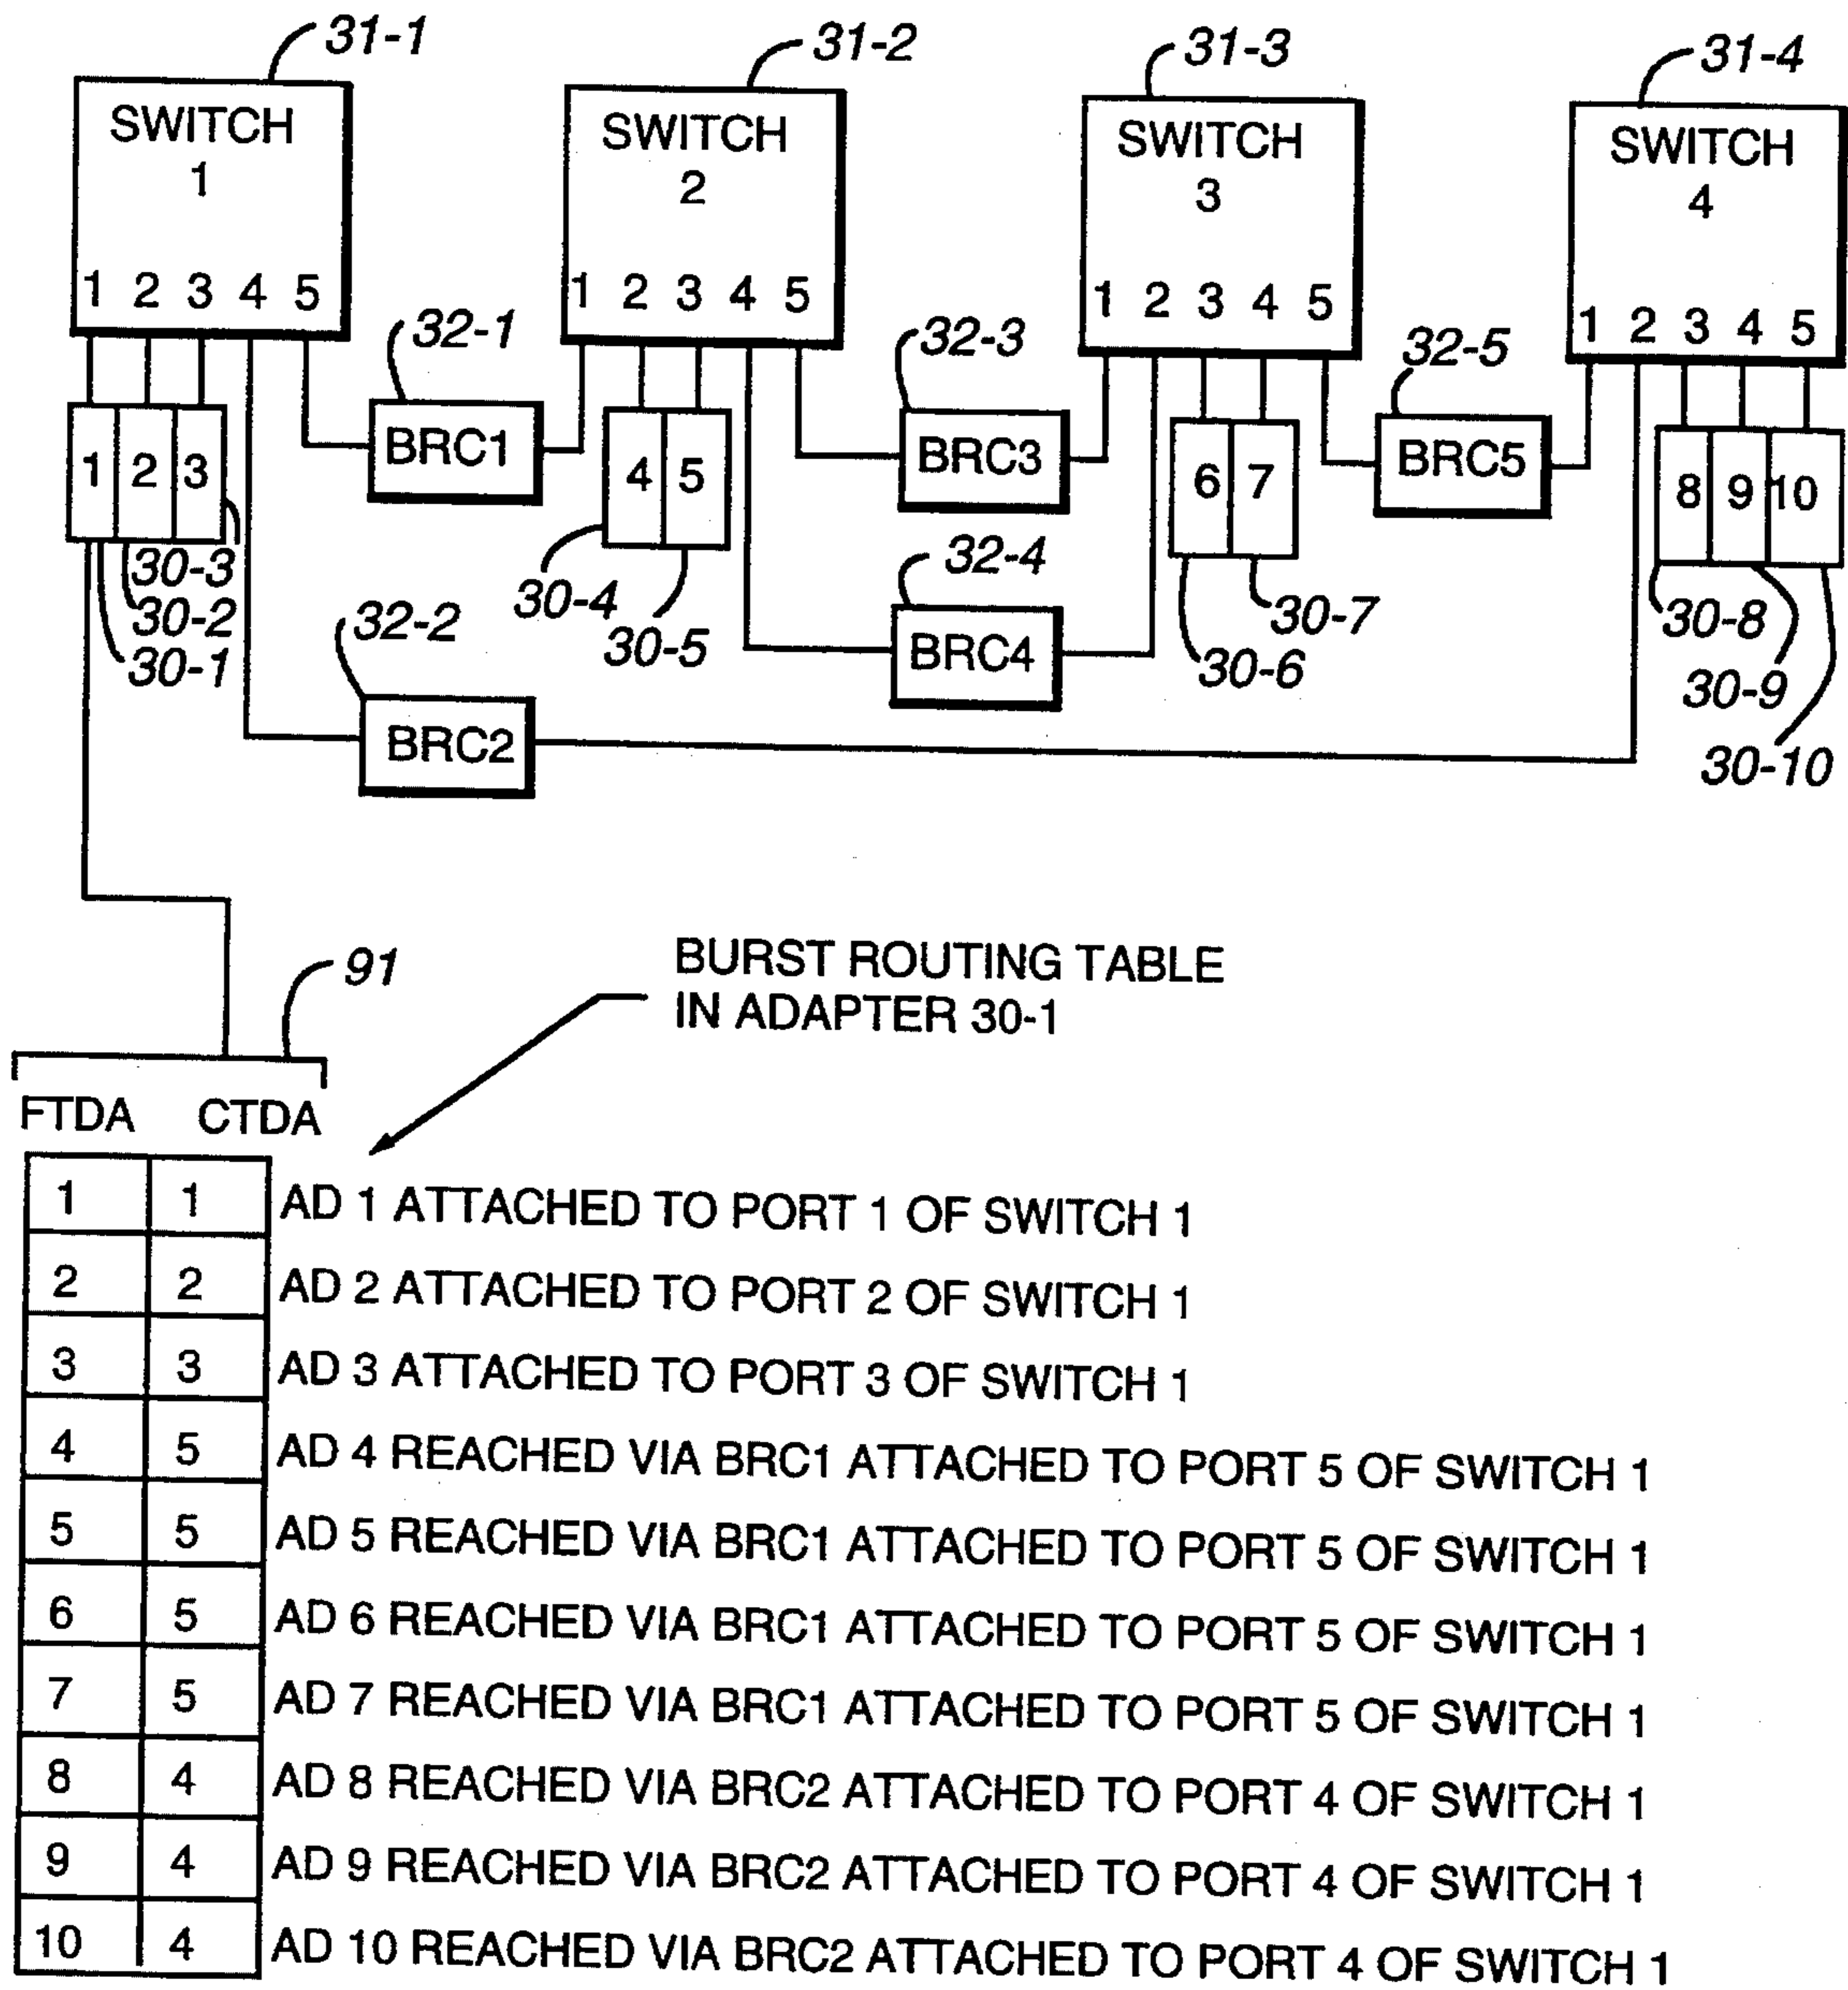 31-1
31-2
31-3
31-4
SWITCH
1
SWITCH
2
SWITCH
3
SWITCH
4
1 2 3 4 5
1 2 3 4 5
1 2 3 4 5
1 2 3 4 5
32-1
32-3
32-5
BRC1
BRC3
BRC5
1 2 3
4 5
6 7
8 9 10
30-3
30-2
30-1
30-4
30-5
32-4
30-7
30-6
30-8
30-9
30-10
32-2
BRC4
BRC2
91
BURST ROUTING TABLE
IN ADAPTER 30-1
FTDA CTDA
1 1 AD 1 ATTACHED TO PORT 1 OF SWITCH 1
2 2 AD 2 ATTACHED TO PORT 2 OF SWITCH 1
3 3 AD 3 ATTACHED TO PORT 3 OF SWITCH 1
4 5 AD 4 REACHED VIA BRC1 ATTACHED TO PORT 5 OF SWITCH 1
5 5 AD 5 REACHED VIA BRC1 ATTACHED TO PORT 5 OF SWITCH 1
6 5 AD 6 REACHED VIA BRC1 ATTACHED TO PORT 5 OF SWITCH 1
7 5 AD 7 REACHED VIA BRC1 ATTACHED TO PORT 5 OF SWITCH 1
8 4 AD 8 REACHED VIA BRC2 ATTACHED TO PORT 4 OF SWITCH 1
9 4 AD 9 REACHED VIA BRC2 ATTACHED TO PORT 4 OF SWITCH 1
10 4 AD 10 REACHED VIA BRC2 ATTACHED TO PORT 4 OF SWITCH 1